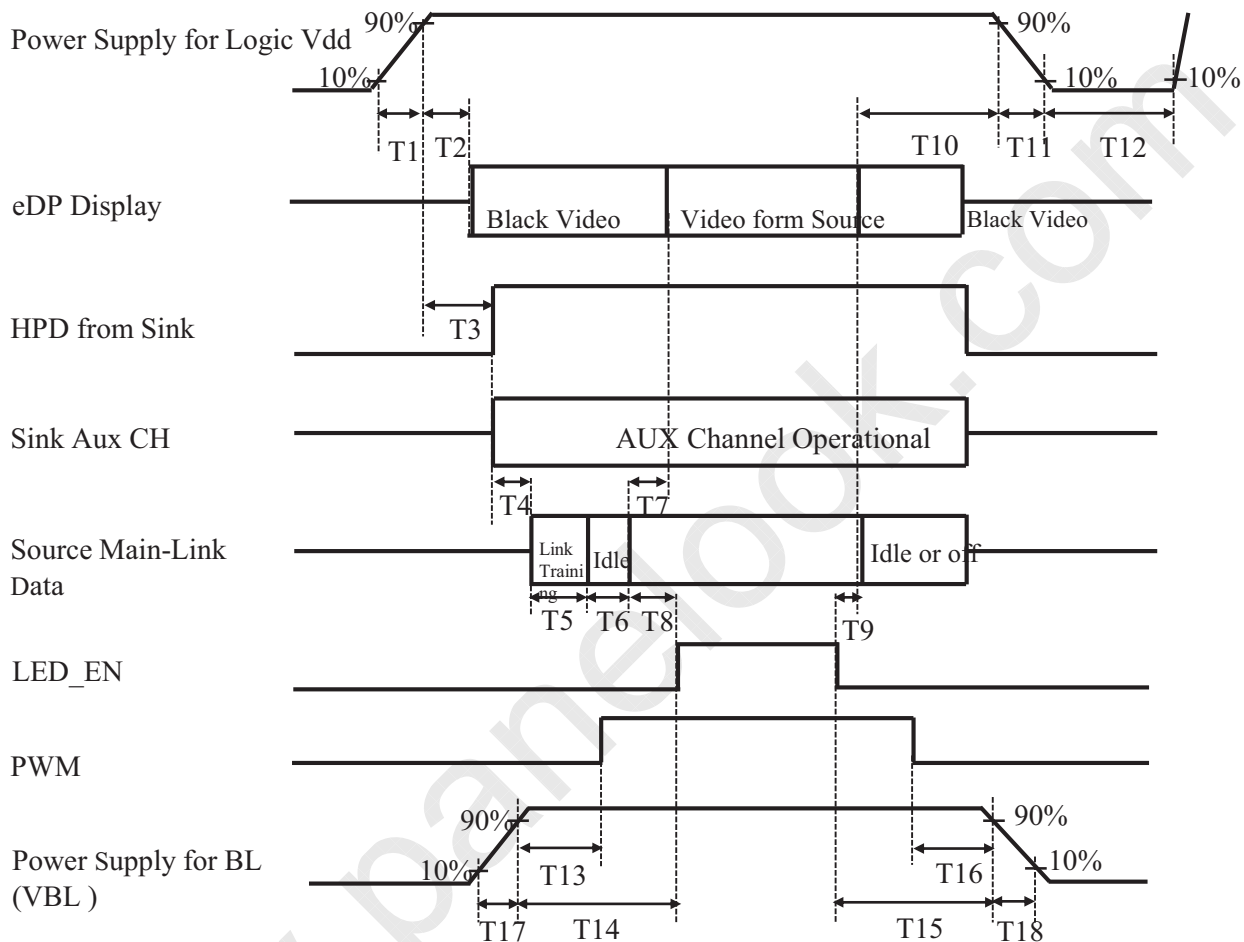 Power Supply for Logic Vdd
90%
10%
90%
10%
10%
T1
T2
T10
T11
T12
eDP Display
Black Video
Video form Source
Black Video
HPD from Sink
T3
Sink Aux CH
AUX Channel Operational
T4
T7
Source Main-Link
Data
Link
Traini
ng
Idle
Idle or off
T5
T6
T8
T9
LED_EN
PWM
90%
90%
Power Supply for BL
(VBL )
10%
10%
T13
T16
T17
T14
T15
T18
panelook.com